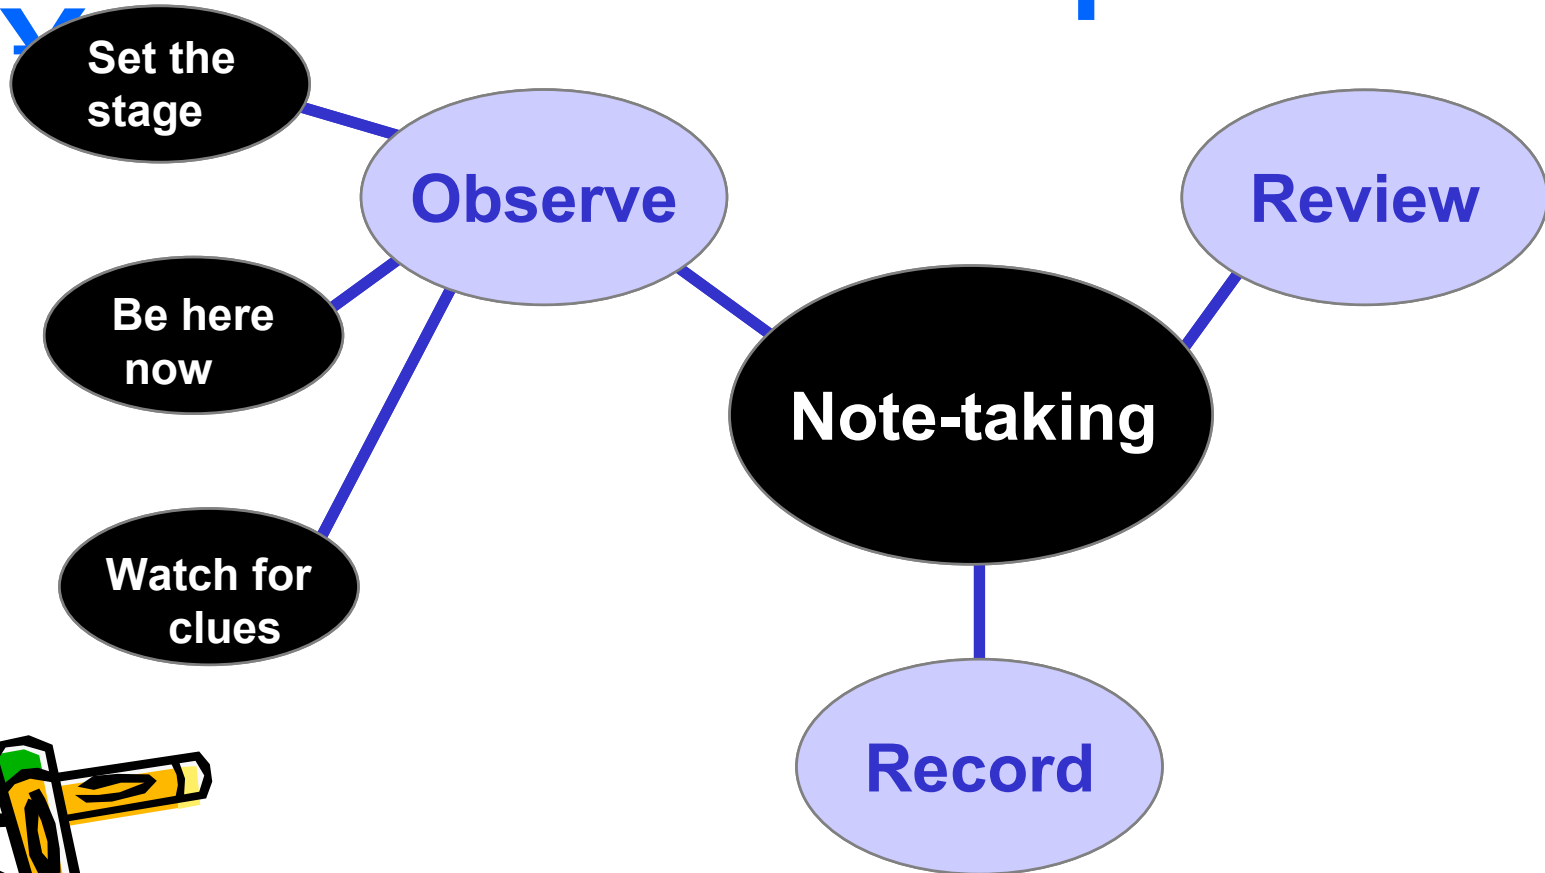 Set the
stage
Observe
Review
Be here
now
Note-taking
Watch for
clues
Record